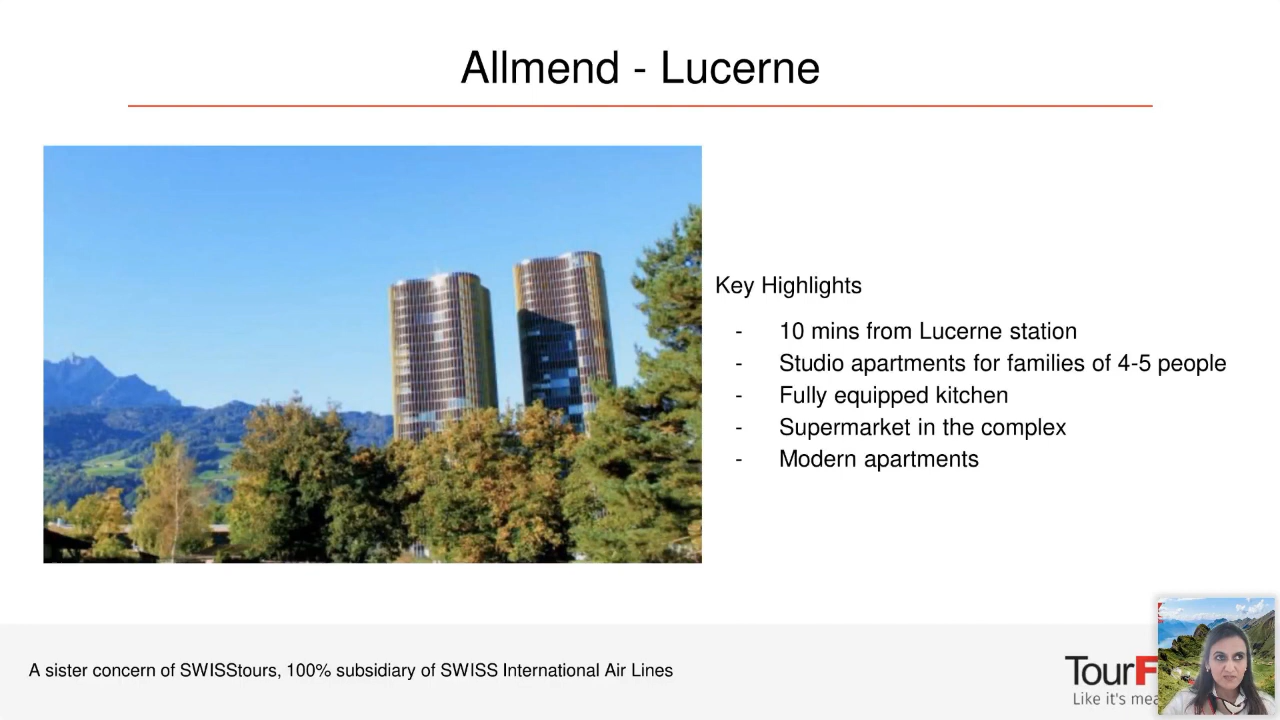 Allmend - Lucerne
Key Highlights
- 10 mins from Lucerne station
- Studio apartments for families of 4-5 people
- Fully equipped kitchen
- Supermarket in the complex
- Modern apartments
A sister concern of SWISStours, 100% subsidiary of SWISS International Air Lines
TourF
Like it's mea